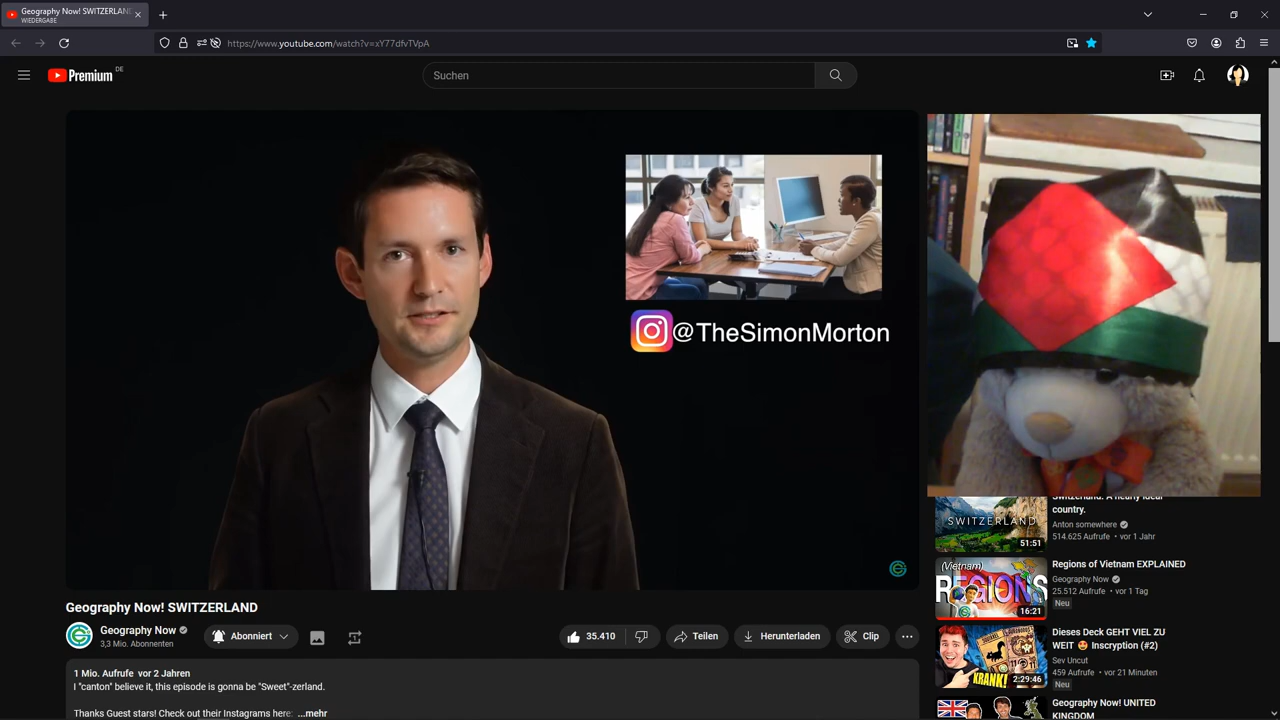 Geography Now! SWITZERLAND
WIEDERGABE
https://www.youtube.com/watch?v=xY77dfvTVpA
Premium DE
Suchen
@TheSimonMorton
Geography Now! SWITZERLAND
Geography Now
3,3 Mio. Abonnenten
Abonniert
35.410
Teilen
Herunterladen
Clip
1 Mio. Aufrufe vor 2 Jahren
I "canton" believe it, this episode is gonna be "Sweet"-zerland.
Thanks Guest stars! Check out their Instagrams here: ...mehr
SWITZERLAND
51:51
Switzerland: A nearly ideal
country.
Anton somewhere
514.625 Aufrufe • vor 1 Jahr
(Vietnam)
REGIONS
16:21
Regions of Vietnam EXPLAINED
Geography Now
25.512 Aufrufe • vor 1 Tag
Neu
KRANK!
2:29:46
Dieses Deck GEHT VIEL ZU
WEIT 🤩 Inscryption (#2)
Sev Uncut
459 Aufrufe • vor 21 Minuten
Neu
Geography Now! UNITED
KINGDOM